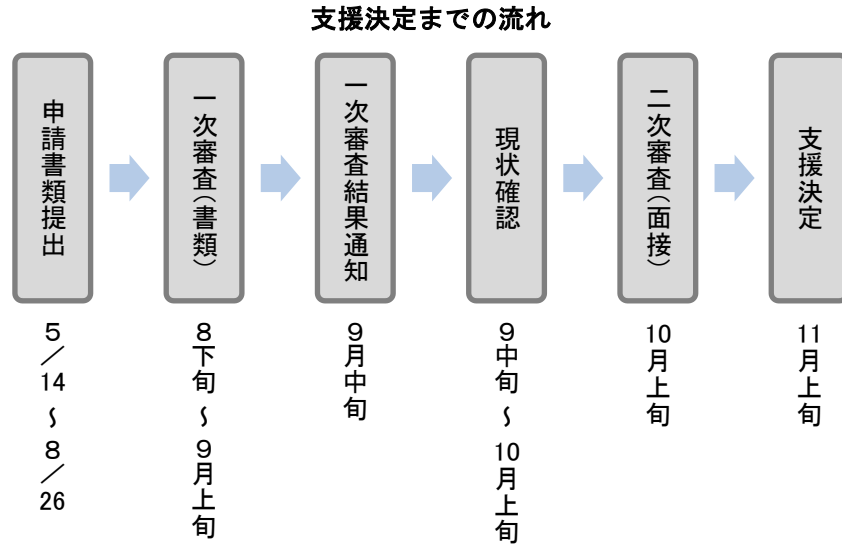 支援決定までの流れ
申請書類提出
一次審査（書類）
一次審査結果通知
現状確認
二次審査（面接）
支援決定
5／14～8／26
8下旬～9月上旬
9月中旬
9中旬～10月上旬
10月上旬
11月上旬